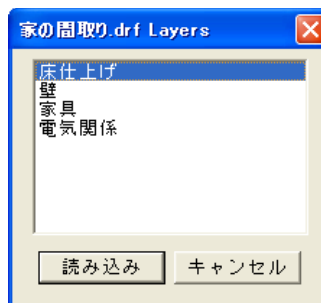 家の間取り.drf Layers
床仕上げ
壁
家具
電気関係
読み込み
キャンセル